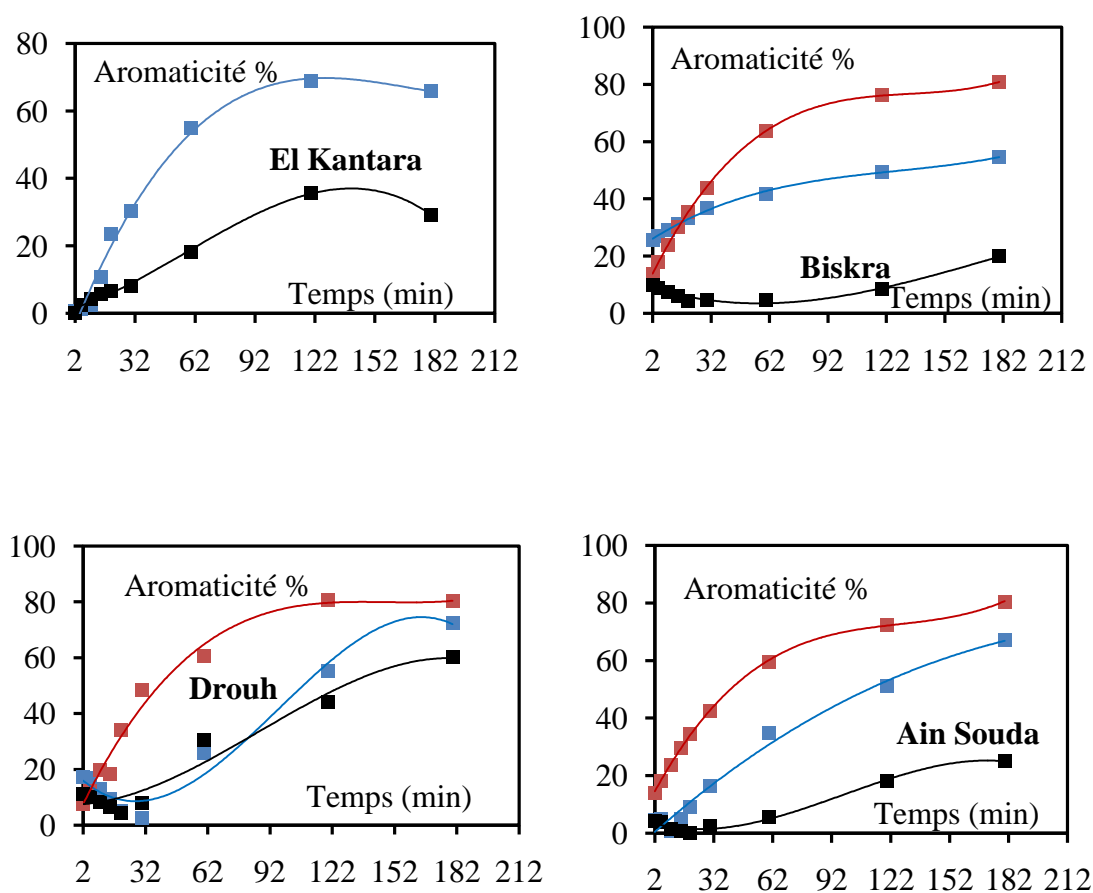 80
Aromaticité %
60
El Kantara
40
20
Temps (min)
0
2 32 62 92 122 152 182 212
100
Aromaticité %
80
60
40
20
Biskra
Temps (min)
0
2 32 62 92 122 152 182 212
100
Aromaticité %
80
60
Drouh
40
20
Temps (min)
0
2 32 62 92 122 152 182 212
100
Aromaticité %
80
60
40
Ain Souda
20
Temps (min)
0
2 32 62 92 122 152 182 212